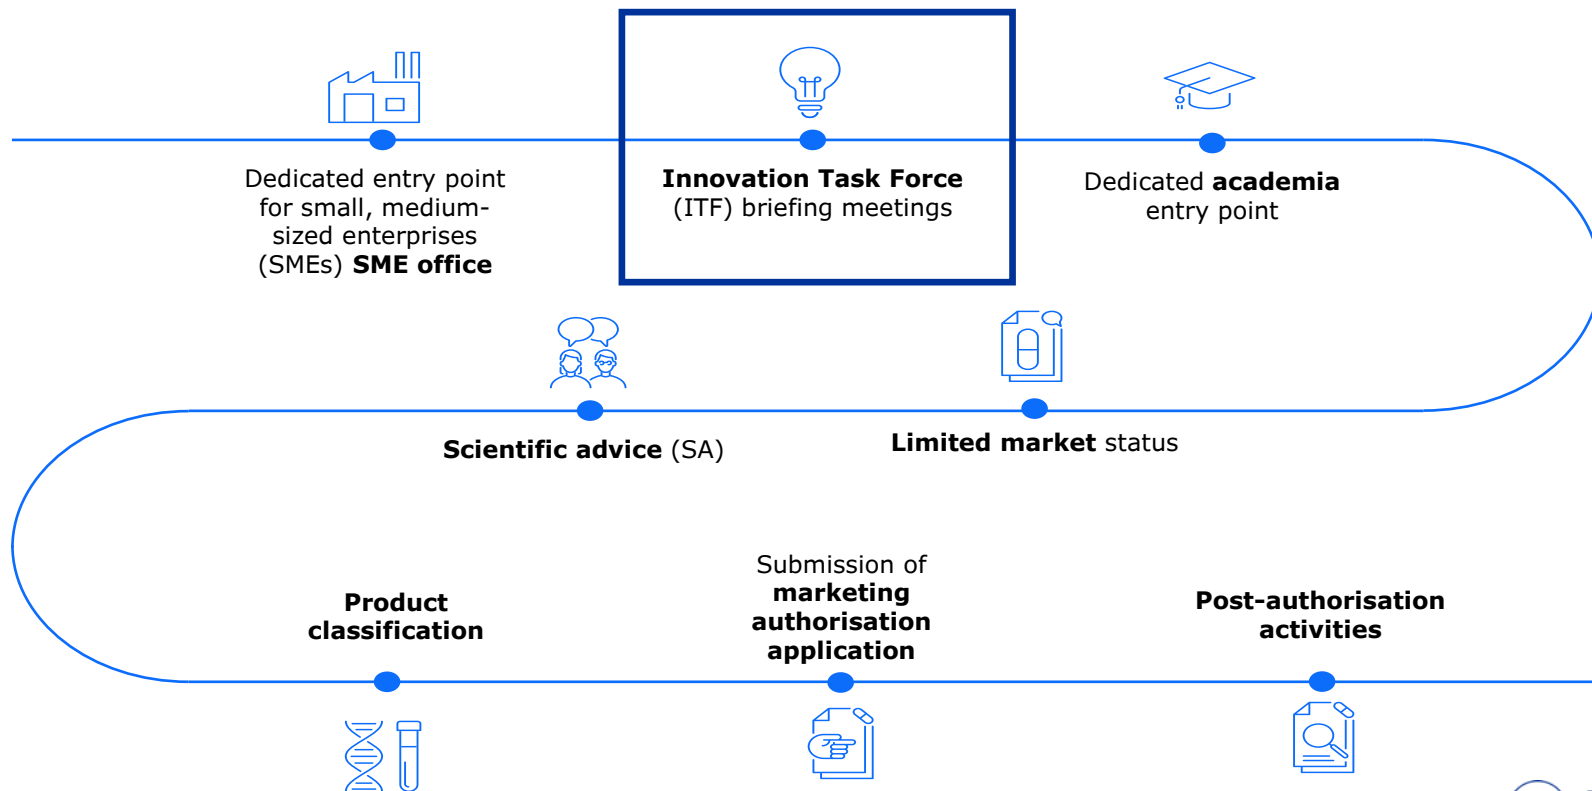 Dedicated entry point
for small, medium-
sized enterprises
(SMEs) SME office
Innovation Task Force
(ITF) briefing meetings
Dedicated academia
entry point
Scientific advice (SA)
Limited market status
Product
classification
Submission of
marketing
authorisation
application
Post-authorisation
activities